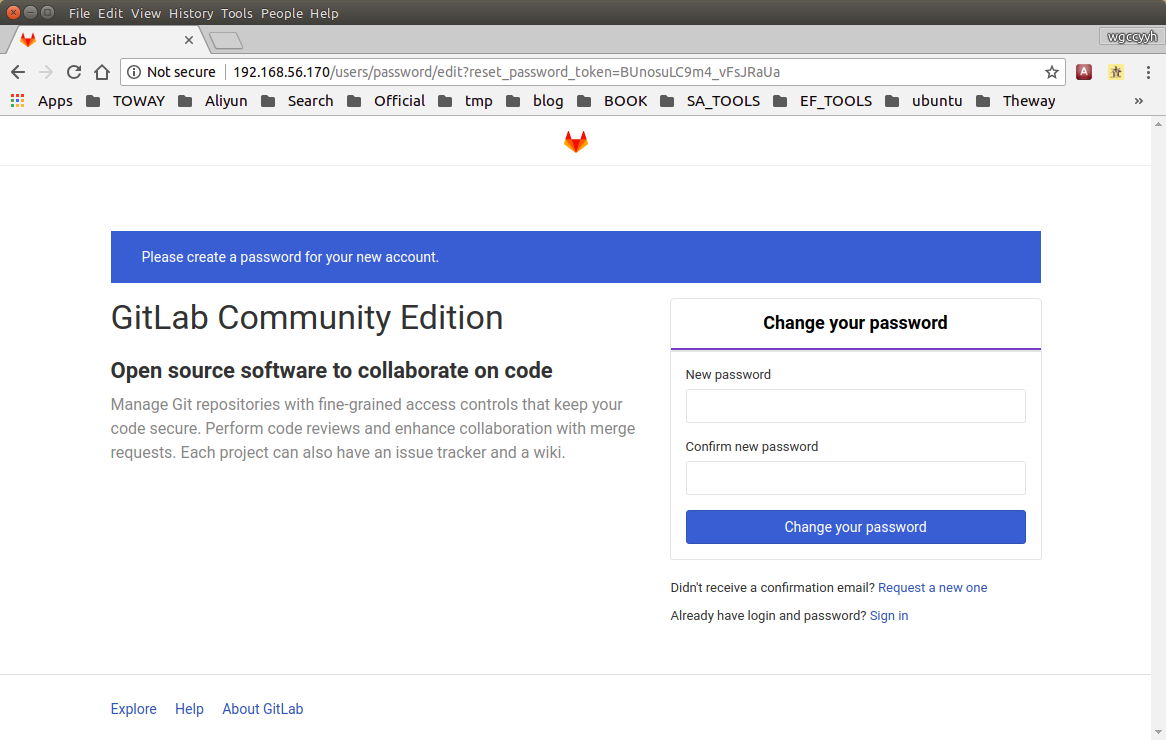 File Edit View History Tools People Help
GitLab
wgccyyh
Not secure 192.168.56.170/users/password/edit?reset_password_token=BUnosuLC9m4_vFsJRaUa
Apps TOWAY Aliyun Search Official tmp blog BOOK SA_TOOLS EF_TOOLS ubuntu Theway »
Please create a password for your new account.
GitLab Community Edition
Open source software to collaborate on code
Manage Git repositories with fine-grained access controls that keep your
code secure. Perform code reviews and enhance collaboration with merge
requests. Each project can also have an issue tracker and a wiki.
Change your password
New password
Confirm new password
Change your password
Didn't receive a confirmation email? Request a new one
Already have login and password? Sign in
Explore Help About GitLab